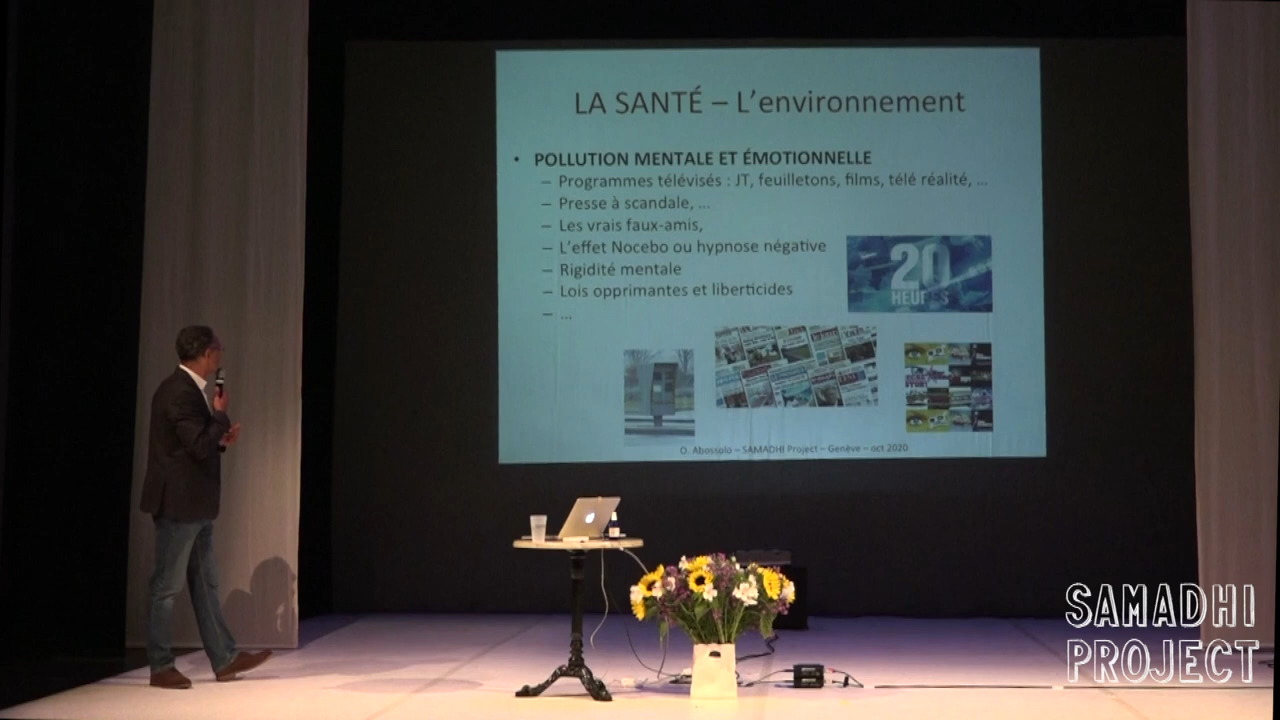 LA SANTÉ – L'environnement
• POLLUTION MENTALE ET ÉMOTIONNELLE
– Programmes télévisés : JT, feuilletons, films, télé réalité, ...
– Presse à scandale, ...
– Les vrais faux-amis,
– L'effet Nocebo ou hypnose négative
– Rigidité mentale
– Lois opprimantes et liberticides
– ...
20
HEURES
O. Abossolo – SAMADHI Project – Genève – oct 2020
SAMADHI
PROJECT